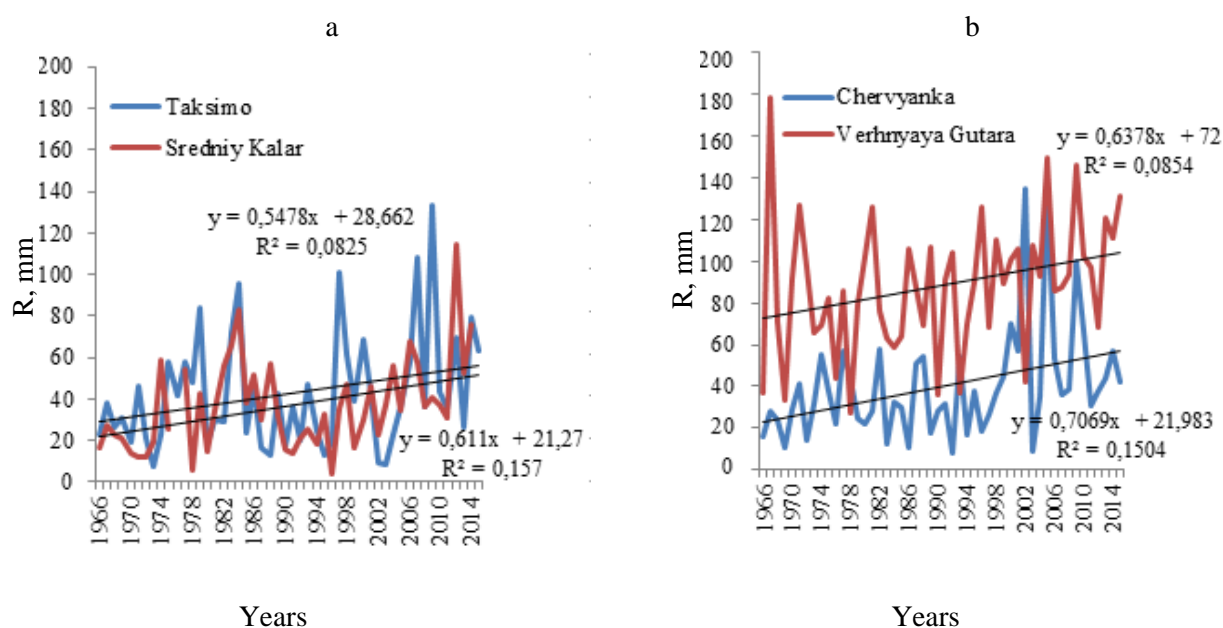 a
200
180
160
140
120
100
80
60
40
20
0
R, mm
Taksimo
Sredniy Kalar
y = 0,5478x + 28,662
R² = 0,0825
y = 0,611x + 21,27
R² = 0,157
1966 1970 1974 1978 1982 1986 1990 1994 1998 2002 2006 2010 2014
Years
b
200
180
160
140
120
100
80
60
40
20
0
R, mm
Chervyanka
Verhnyaya Gutara
y = 0,6378x + 72
R² = 0,0854
y = 0,7069x + 21,983
R² = 0,1504
1966 1970 1974 1978 1982 1986 1990 1994 1998 2002 2006 2010 2014
Years